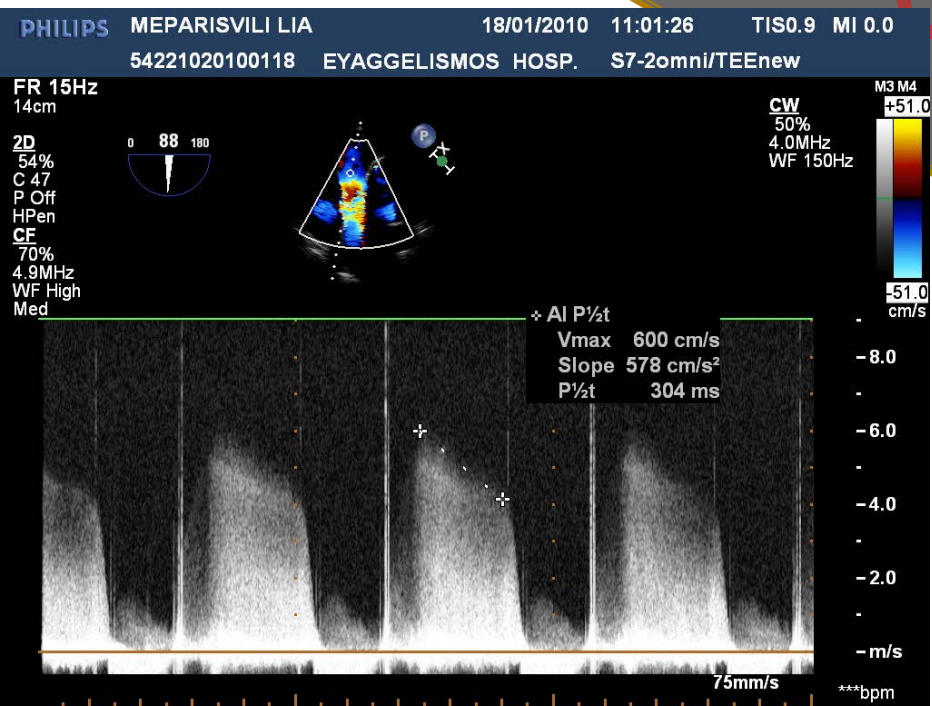 PHILIPS MEPARISVILI LIA 18/01/2010 11:01:26 TIS0.9 MI 0.0
54221020100118 EYAGGELISMOS HOSP. S7-2omni/TEEnew
FR 15Hz
14cm
2D
54%
C 47
P Off
HPen
CF
70%
4.9MHz
WF High
Med
0 88 180
P
CW
50%
4.0MHz
WF 150Hz
M3 M4
+51.0
-51.0
cm/s
AI P½t
Vmax 600 cm/s
Slope 578 cm/s²
P½t 304 ms
8.0
6.0
4.0
2.0
m/s
75mm/s
***bpm